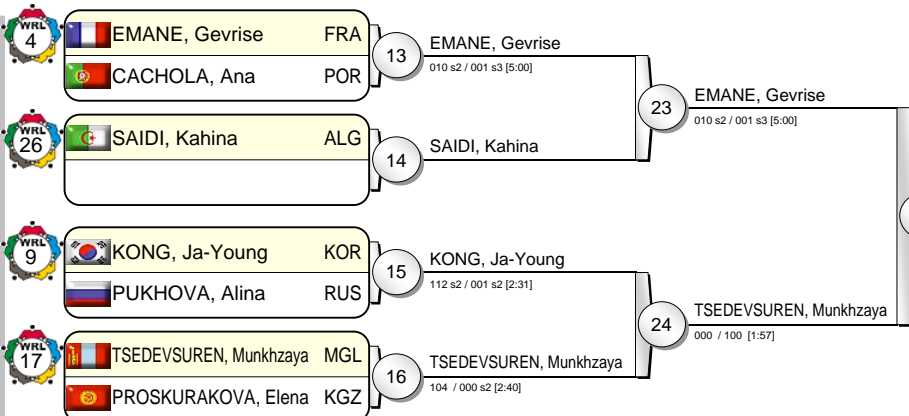 WRL
4
EMANE, Gevrise FRA
CACHOLA, Ana POR
13
EMANE, Gevrise
010 s2 / 001 s3 [5:00]
WRL
26
SAIDI, Kahina ALG
14
SAIDI, Kahina
23
EMANE, Gevrise
010 s2 / 001 s3 [5:00]
WRL
9
KONG, Ja-Young KOR
PUKHOVA, Alina RUS
15
KONG, Ja-Young
112 s2 / 001 s2 [2:31]
WRL
17
TSEDEVSUREN, Munkhzaya MGL
PROSKURAKOVA, Elena KGZ
16
TSEDEVSUREN, Munkhzaya
104 / 000 s2 [2:40]
24
TSEDEVSUREN, Munkhzaya
000 / 100 [1:57]